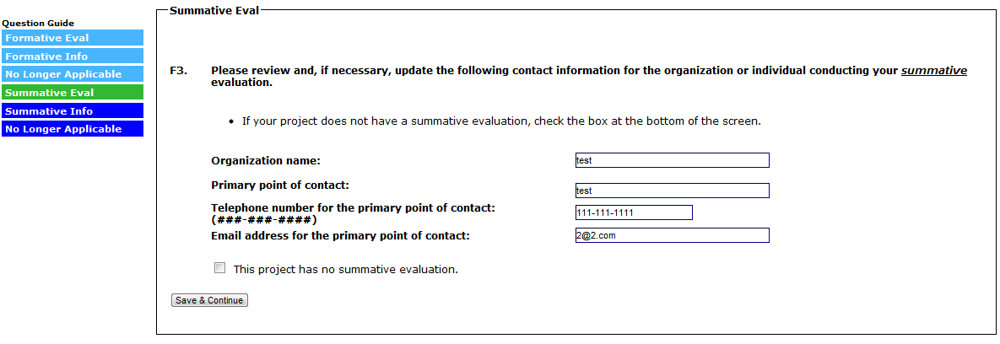 Question Guide
Formative Eval
Formative Info
No Longer Applicable
Summative Eval
Summative Info
No Longer Applicable
Summative Eval
F3. Please review and, if necessary, update the following contact information for the organization or individual conducting your summative
evaluation.
• If your project does not have a summative evaluation, check the box at the bottom of the screen.
Organization name: test
Primary point of contact: test
Telephone number for the primary point of contact: 111-111-1111
(###-###-####)
Email address for the primary point of contact: 2@2.com
This project has no summative evaluation.
Save & Continue